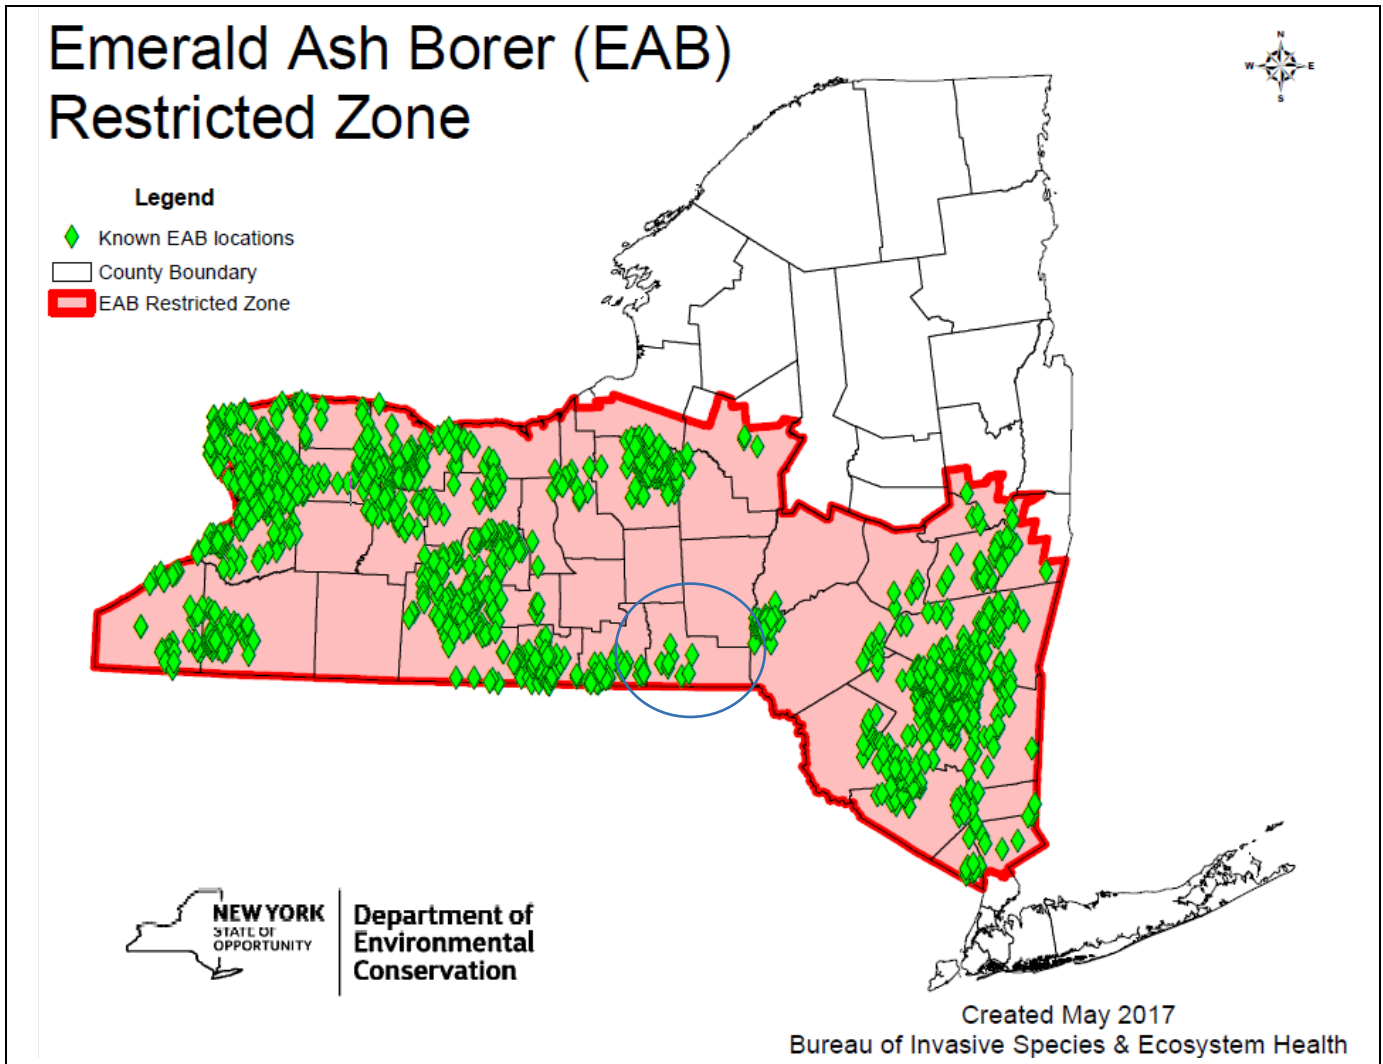 Emerald Ash Borer (EAB)
Restricted Zone
N
W
E
S
Legend
Known EAB locations
County Boundary
EAB Restricted Zone
NEW YORK
STATE OF
OPPORTUNITY
Department of
Environmental
Conservation
Created May 2017
Bureau of Invasive Species & Ecosystem Health